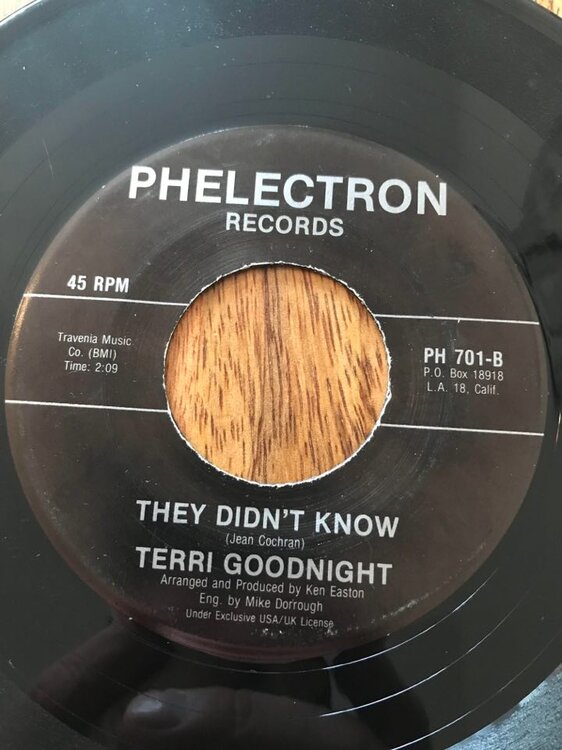 PHELECTRON
RECORDS
45 RPM
Travenia Music
Co. (BMI)
Time: 2:09
PH 701-B
P.O. Box 18918
L.A. 18, Calif.
THEY DIDN'T KNOW
(Jean Cochran)
TERRI GOODNIGHT
Arranged and Produced by Ken Easton
Eng. by Mike Dorrough
Under Exclusive USA/UK License